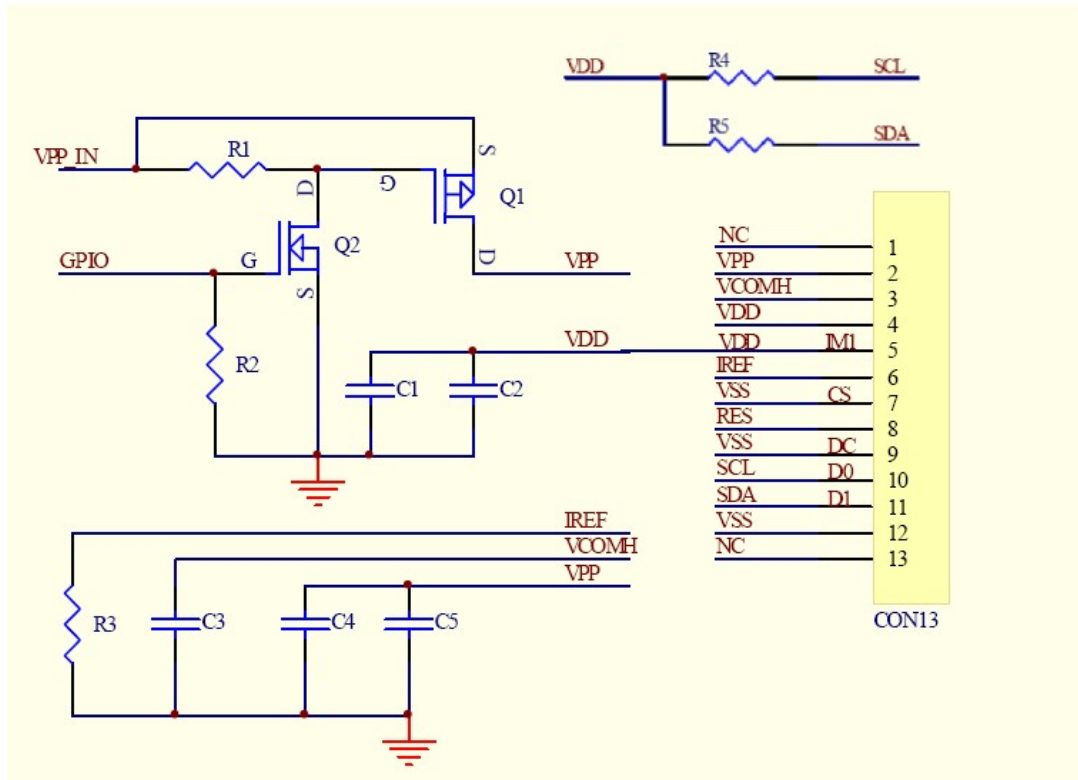 VDD R4 SCL
R5 SDA
VPP_IN R1 D G S Q1
GPIO G Q2 S D VPP
R2
C1 C2 VDD
NC 1
VPP 2
VCOMH 3
VDD 4
VDD IM1 5
IREF 6
VSS CS 7
RES 8
VSS DC 9
SCL D0 10
SDA D1 11
VSS 12
NC 13
CON13
IREF
VCOMH
VPP
R3 C3 C4 C5